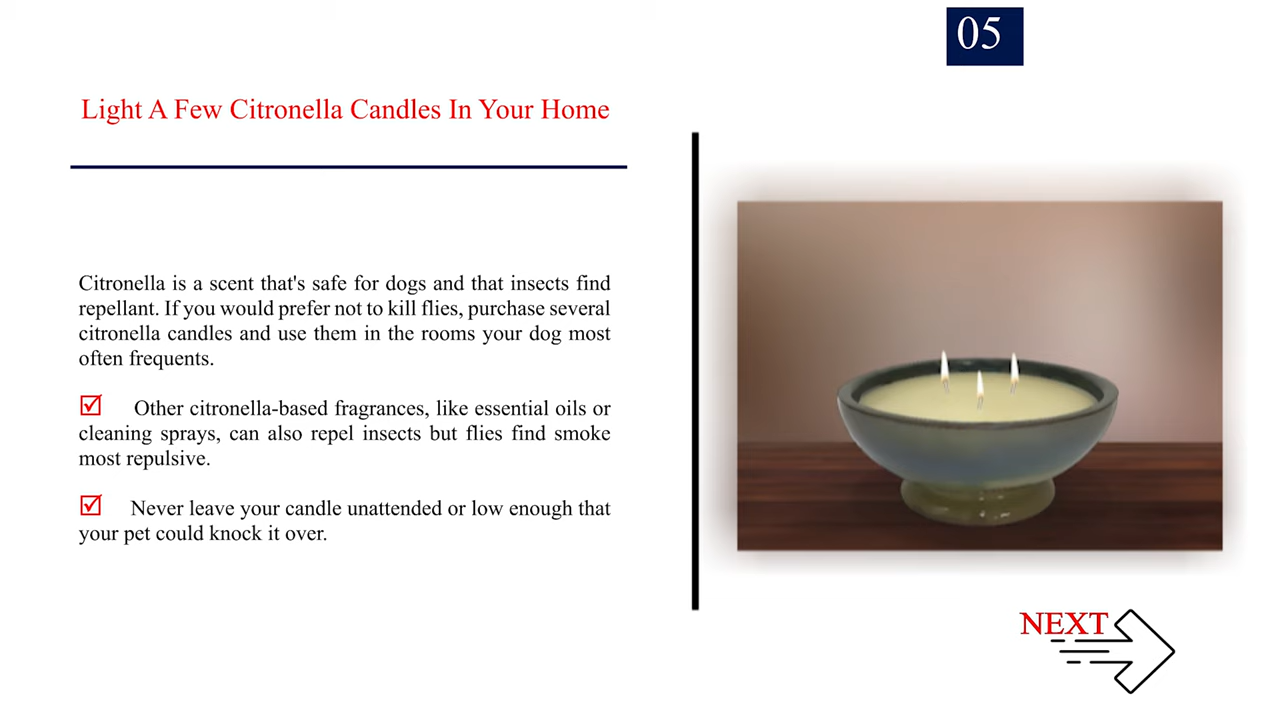 05
Light A Few Citronella Candles In Your Home
Citronella is a scent that's safe for dogs and that insects find
repellant. If you would prefer not to kill flies, purchase several
citronella candles and use them in the rooms your dog most
often frequents.
Other citronella-based fragrances, like essential oils or
cleaning sprays, can also repel insects but flies find smoke
most repulsive.
Never leave your candle unattended or low enough that
your pet could knock it over.
NEXT